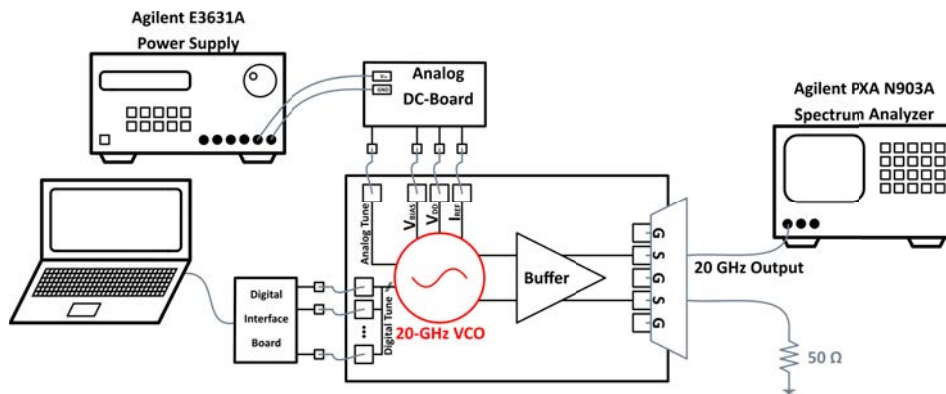 Agilent E3631A
Power Supply
Analog
DC-Board
V+
GND
Agilent PXA N903A
Spectrum Analyzer
Analog Tune
VBIAS
VDD
IREF
G
S
G
S
G
Buffer
20 GHz Output
Digital
Interface
Board
...
Digital Tune
20-GHz VCO
50 Ω